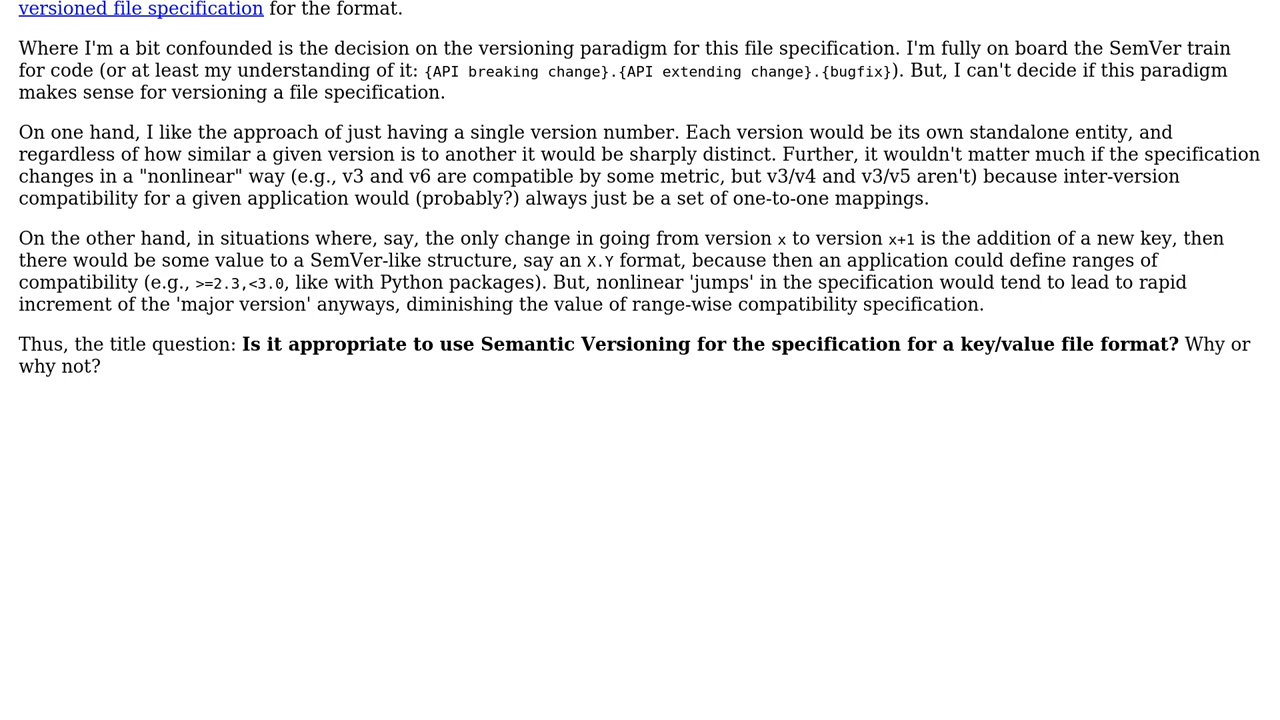 versioned file specification for the format.
Where I'm a bit confounded is the decision on the versioning paradigm for this file specification. I'm fully on board the SemVer train
for code (or at least my understanding of it: {API breaking change}.{API extending change}.{bugfix}). But, I can't decide if this paradigm
makes sense for versioning a file specification.
On one hand, I like the approach of just having a single version number. Each version would be its own standalone entity, and
regardless of how similar a given version is to another it would be sharply distinct. Further, it wouldn't matter much if the specification
changes in a "nonlinear" way (e.g., v3 and v6 are compatible by some metric, but v3/v4 and v3/v5 aren't) because inter-version
compatibility for a given application would (probably?) always just be a set of one-to-one mappings.
On the other hand, in situations where, say, the only change in going from version x to version x+1 is the addition of a new key, then
there would be some value to a SemVer-like structure, say an X.Y format, because then an application could define ranges of
compatibility (e.g., >=2.3,<3.0, like with Python packages). But, nonlinear 'jumps' in the specification would tend to lead to rapid
increment of the 'major version' anyways, diminishing the value of range-wise compatibility specification.
Thus, the title question: Is it appropriate to use Semantic Versioning for the specification for a key/value file format? Why or
why not?